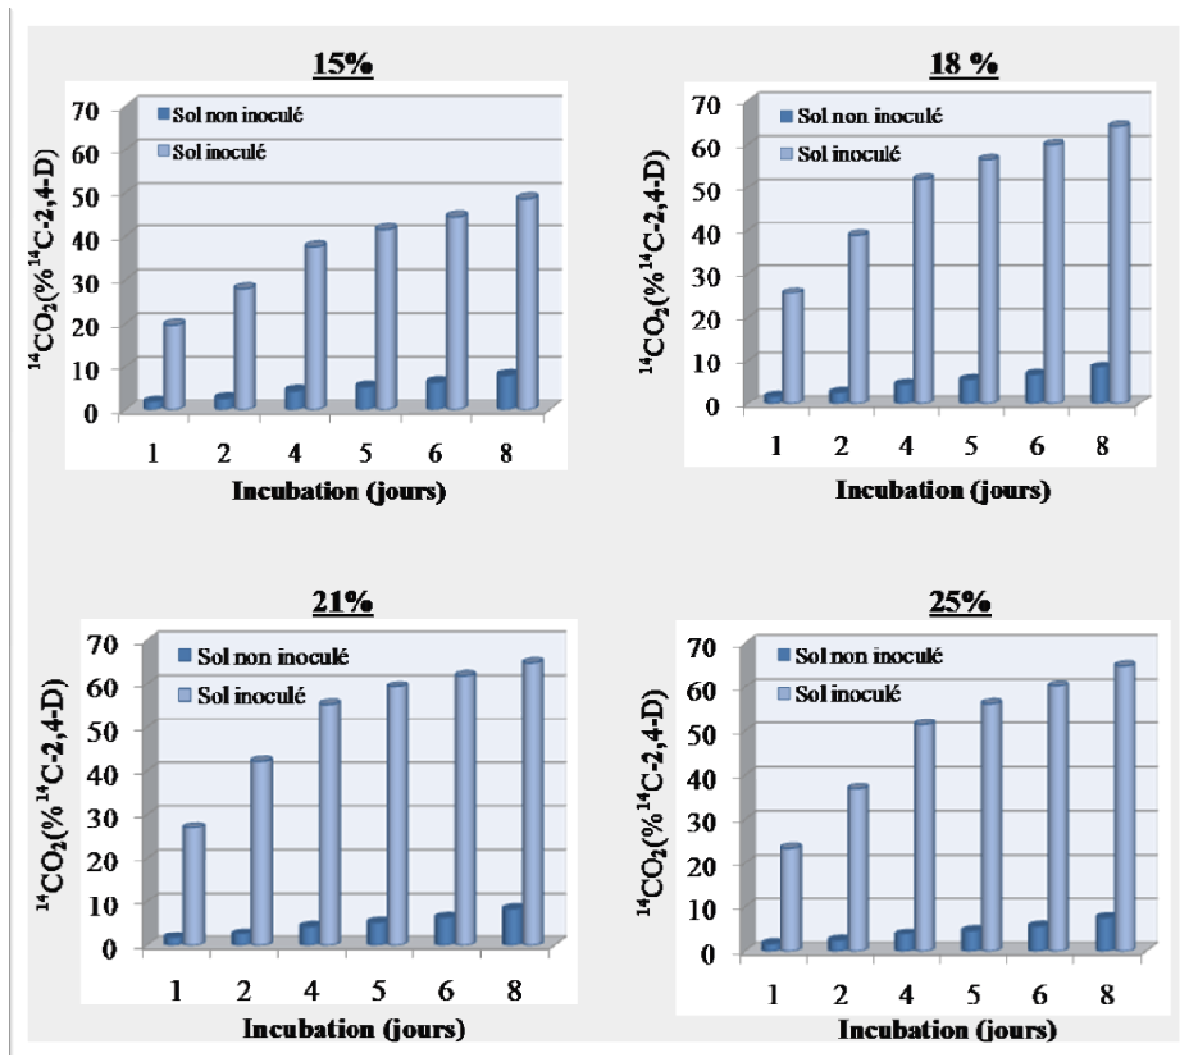 15%
70
60
50
40
30
20
10
0
Sol non inoculé
Sol inoculé
¹⁴CO₂(%¹⁴C-2,4-D)
1 2 4 5 6 8
Incubation (jours)
18 %
70
60
50
40
30
20
10
0
Sol non inoculé
Sol inoculé
¹⁴CO₂(%¹⁴C-2,4-D)
1 2 4 5 6 8
Incubation (jours)
21%
70
60
50
40
30
20
10
0
Sol non inoculé
Sol inoculé
¹⁴CO₂(%¹⁴C-2,4-D)
1 2 4 5 6 8
Incubation (jours)
25%
70
60
50
40
30
20
10
0
Sol non inoculé
Sol inoculé
¹⁴CO₂(%¹⁴C-2,4-D)
1 2 4 5 6 8
Incubation (jours)